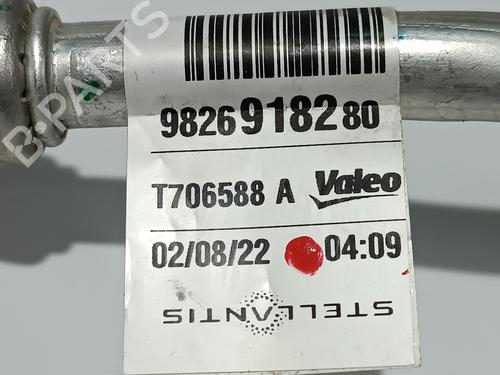 9826918280
T706588 A Valeo
02/08/22 04:09
STELLANTIS
B-PARTS